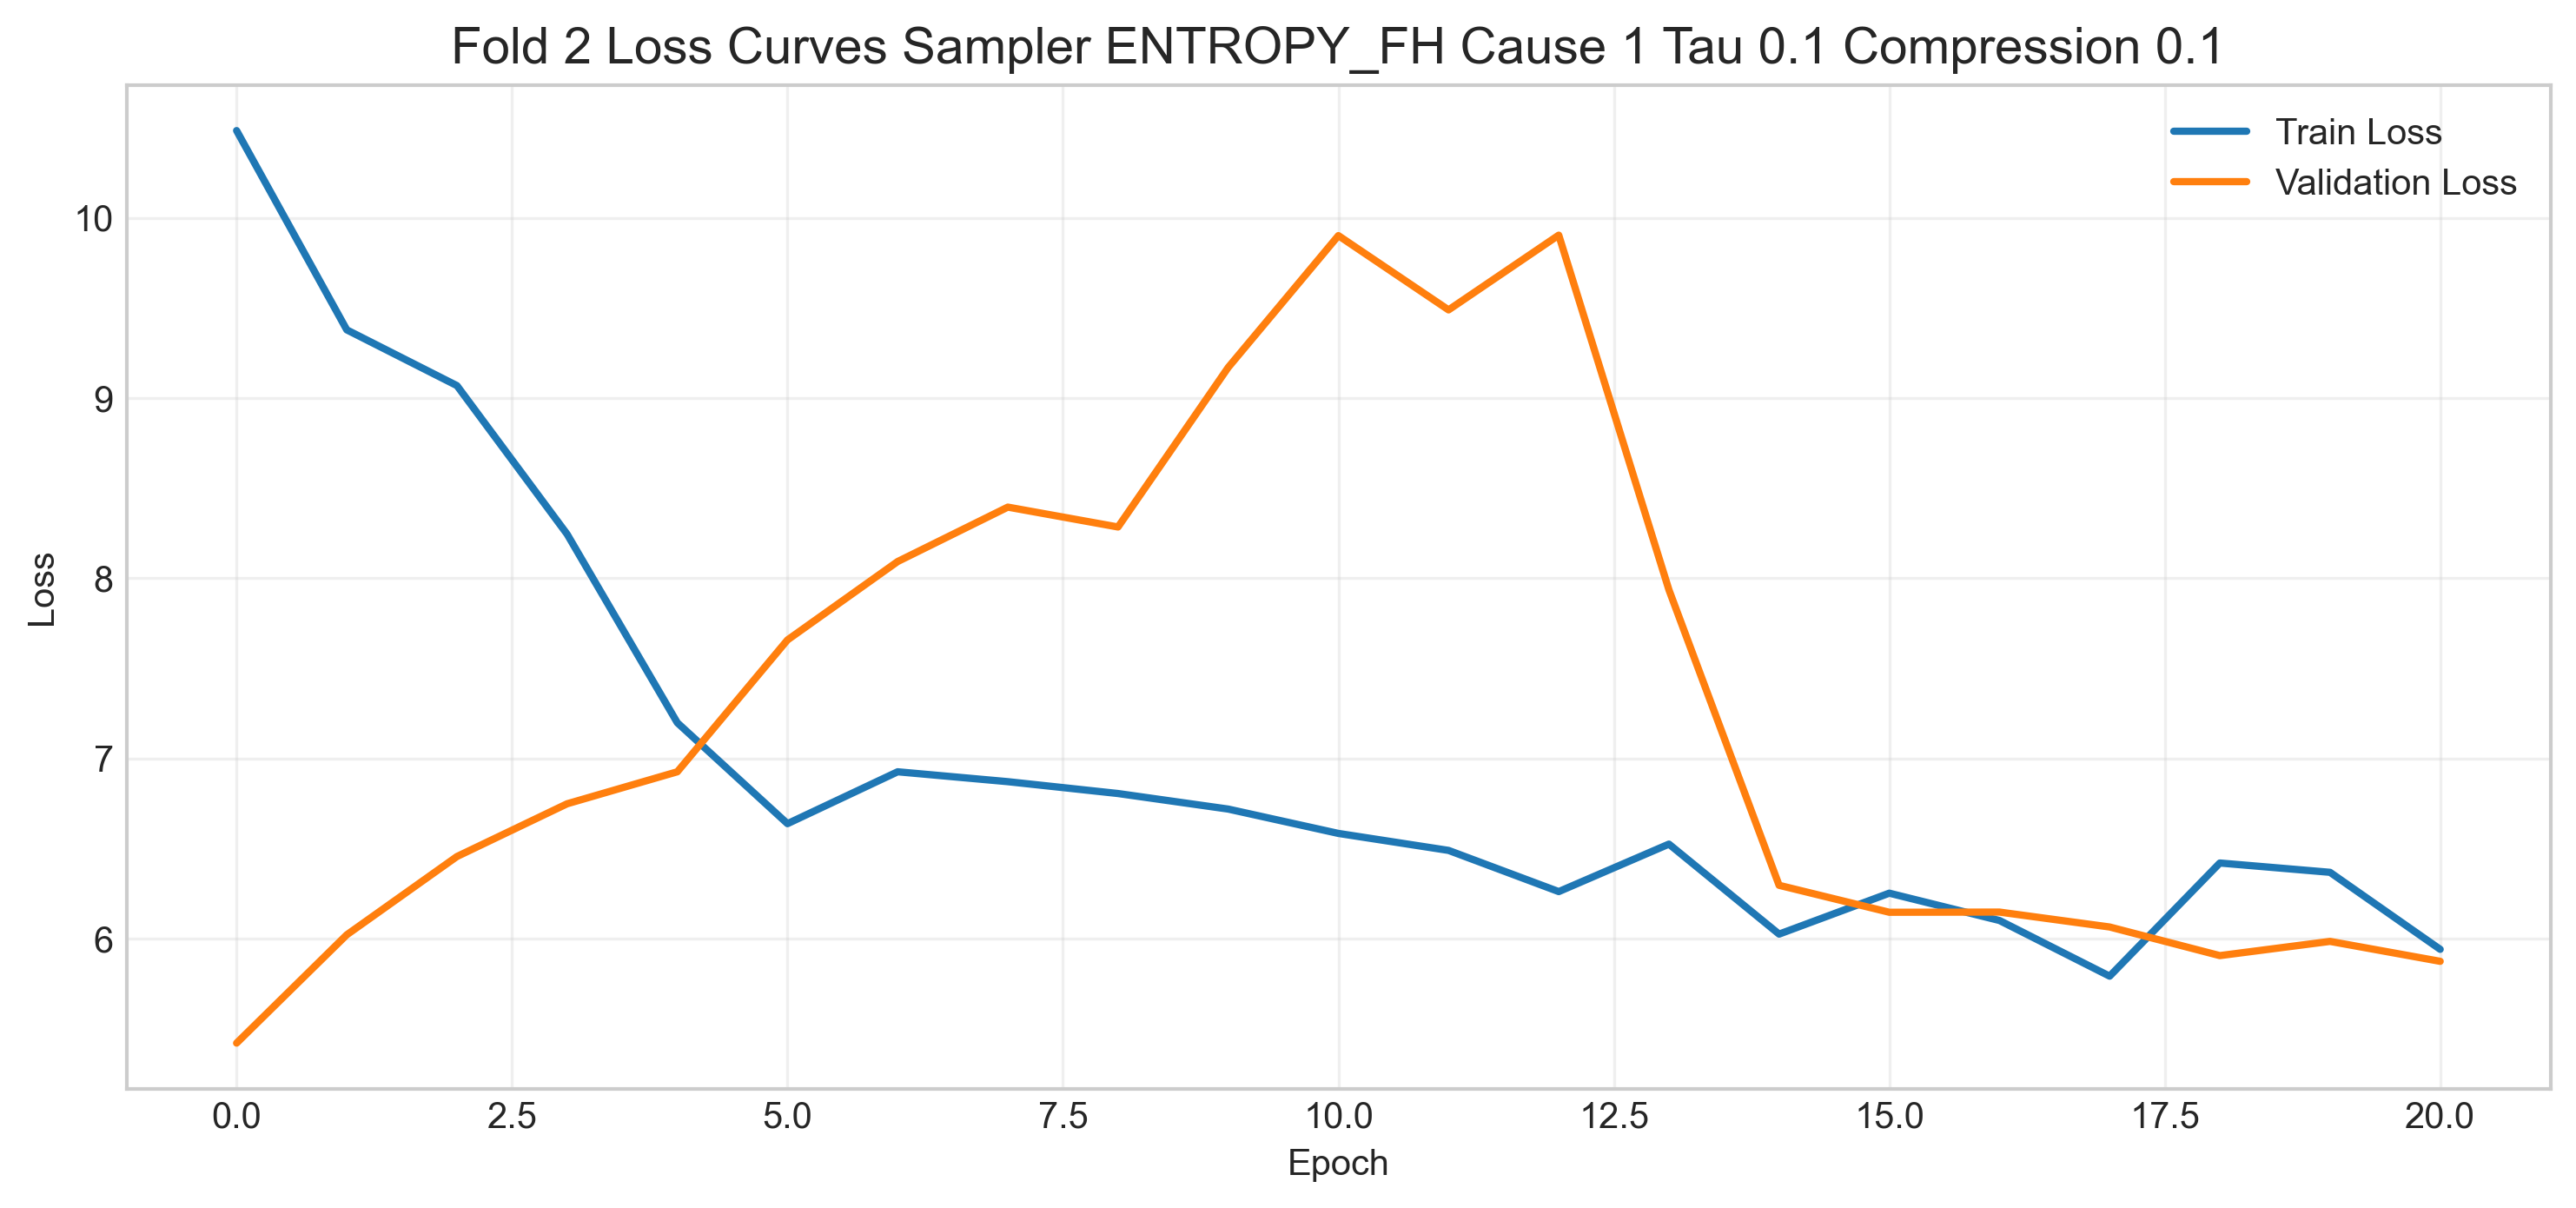 Fold 2 Loss Curves Sampler ENTROPY_FH Cause 1 Tau 0.1 Compression 0.1
Train Loss
Validation Loss
10
9
8
7
6
Loss
0.0 2.5 5.0 7.5 10.0 12.5 15.0 17.5 20.0
Epoch